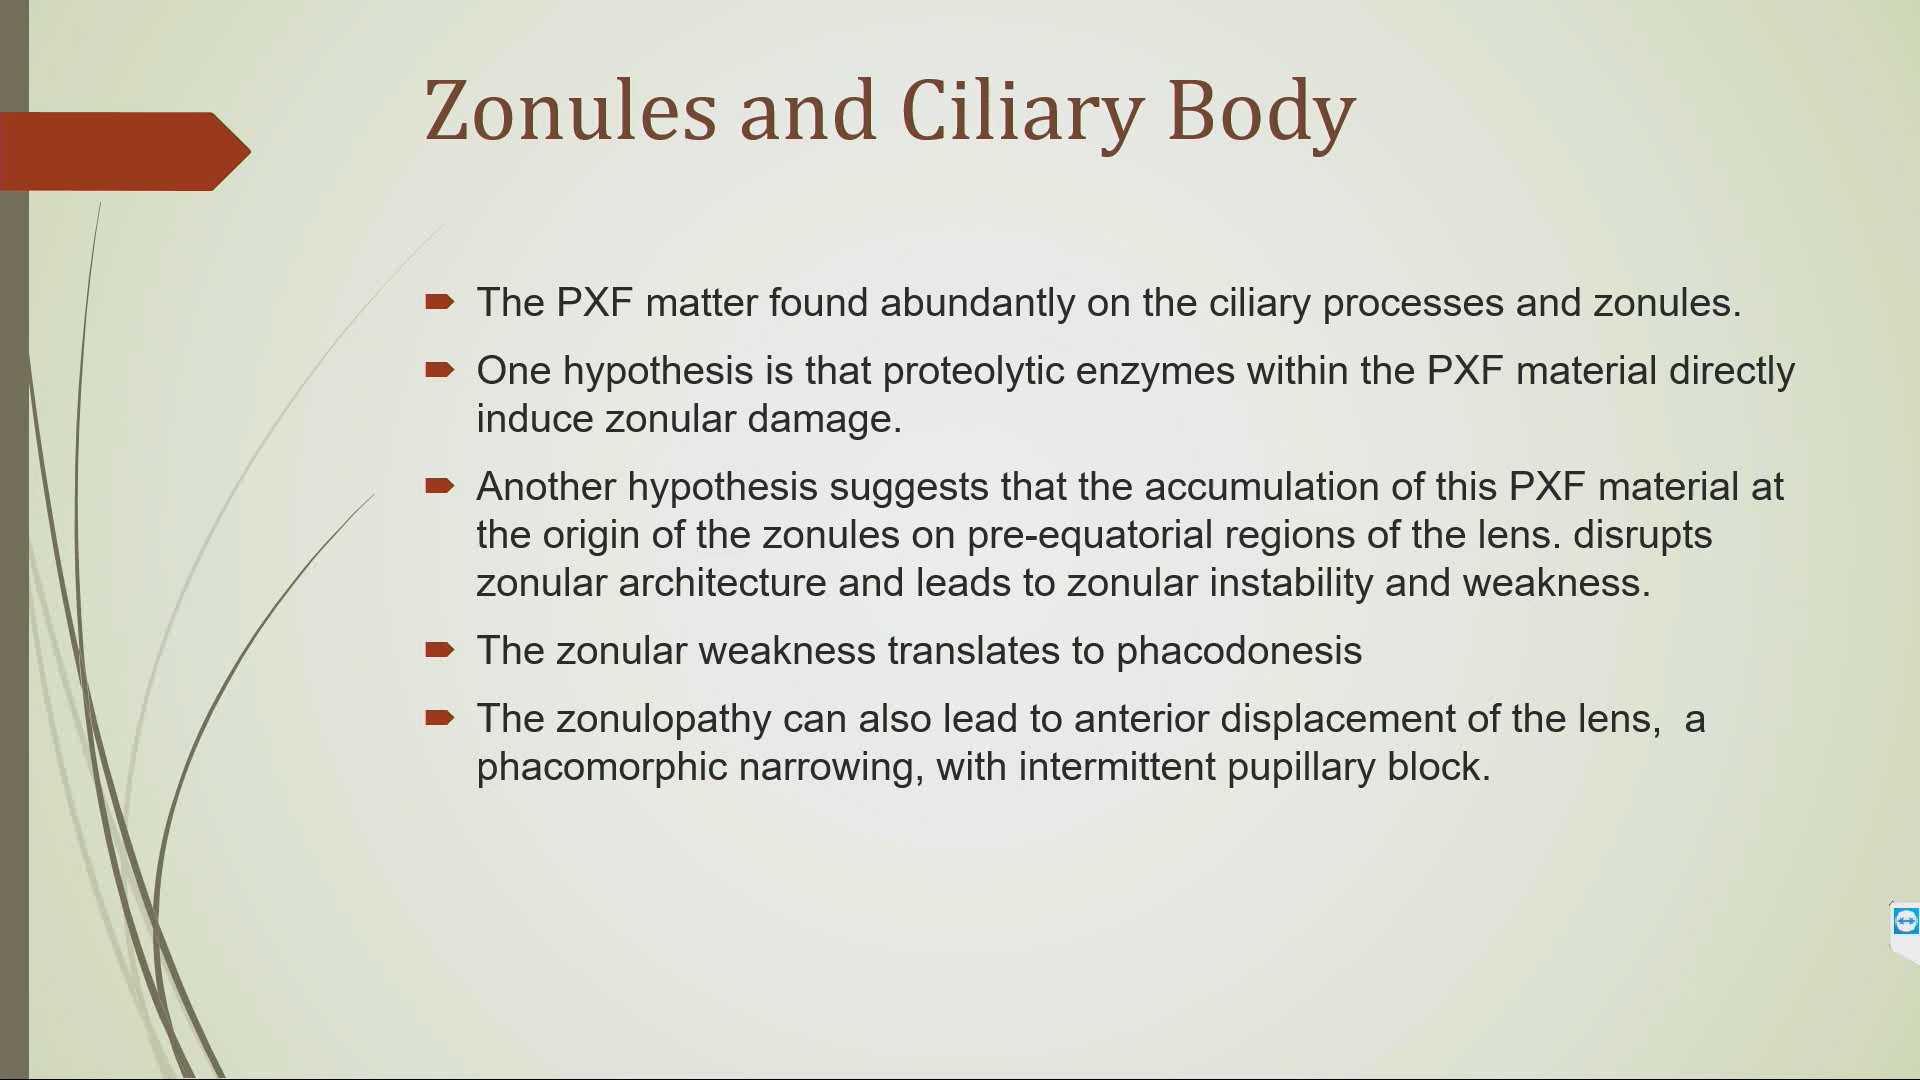 Zonules and Ciliary Body
The PXF matter found abundantly on the ciliary processes and zonules.
One hypothesis is that proteolytic enzymes within the PXF material directly
induce zonular damage.
Another hypothesis suggests that the accumulation of this PXF material at
the origin of the zonules on pre-equatorial regions of the lens. disrupts
zonular architecture and leads to zonular instability and weakness.
The zonular weakness translates to phacodonesis
The zonulopathy can also lead to anterior displacement of the lens,  a
phacomorphic narrowing, with intermittent pupillary block.